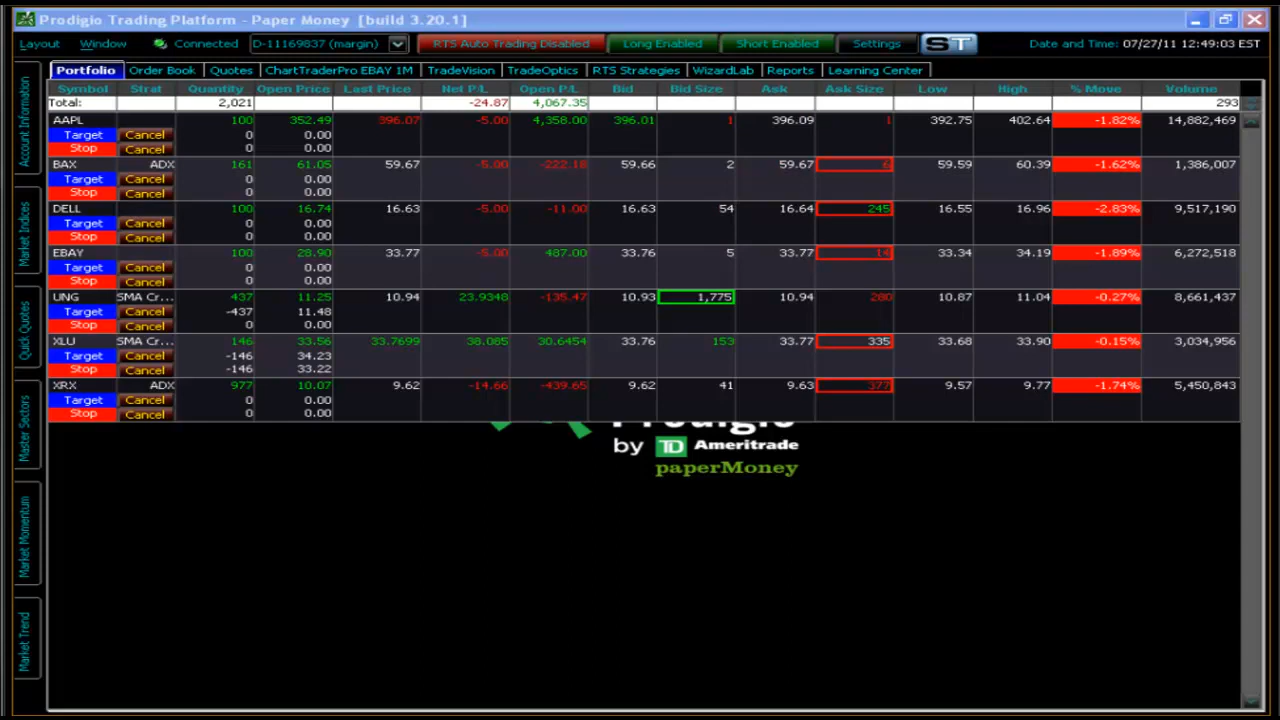 Prodigio Trading Platform - Paper Money [build 3.20.1]
Layout Window Connected D-11169837 (margin) RTS Auto Trading Disabled Long Enabled Short Enabled Settings ST Date and Time: 07/27/11 12:49:03 EST
Portfolio Order Book Quotes ChartTraderPro EBAY 1M TradeVision TradeOptics RTS Strategies WizardLab Reports Learning Center
Symbol Strat Quantity Open Price Last Price Net P/L Open P/L Bid Bid Size Ask Ask Size Low High % Move Volume
Total: 2,021 -24.87 4,067.35 293
AAPL 100 352.49 396.07 -5.00 4,358.00 396.01 1 396.09 1 392.75 402.64 -1.82% 14,882,469
Target Cancel 0 0.00
Stop Cancel 0 0.00
BAX ADX 161 61.05 59.67 -5.00 -222.18 59.66 2 59.67 6 59.59 60.39 -1.62% 1,386,007
Target Cancel 0 0.00
Stop Cancel 0 0.00
DELL 100 16.74 16.63 -5.00 -11.00 16.63 54 16.64 245 16.55 16.96 -2.83% 9,517,190
Target Cancel 0 0.00
Stop Cancel 0 0.00
EBAY 100 28.90 33.77 -5.00 487.00 33.76 5 33.77 14 33.34 34.19 -1.89% 6,272,518
Target Cancel 0 0.00
Stop Cancel 0 0.00
UNG SMA Cr... 437 11.25 10.94 23.9348 -135.47 10.93 1,775 10.94 280 10.87 11.04 -0.27% 8,661,437
Target Cancel -437 11.48
Stop Cancel 0 0.00
XLU SMA Cr... 146 33.56 33.7699 38.085 30.6454 33.76 153 33.77 335 33.68 33.90 -0.15% 3,034,956
Target Cancel -146 34.23
Stop Cancel -146 33.22
XRX ADX 977 10.07 9.62 -14.66 -439.65 9.62 41 9.63 377 9.57 9.77 -1.74% 5,450,843
Target Cancel 0 0.00
Stop Cancel 0 0.00
Prodigio
by TD Ameritrade
paperMoney
Account Information
Market Indices
Quick Quotes
Master Sectors
Market Momentum
Market Trend